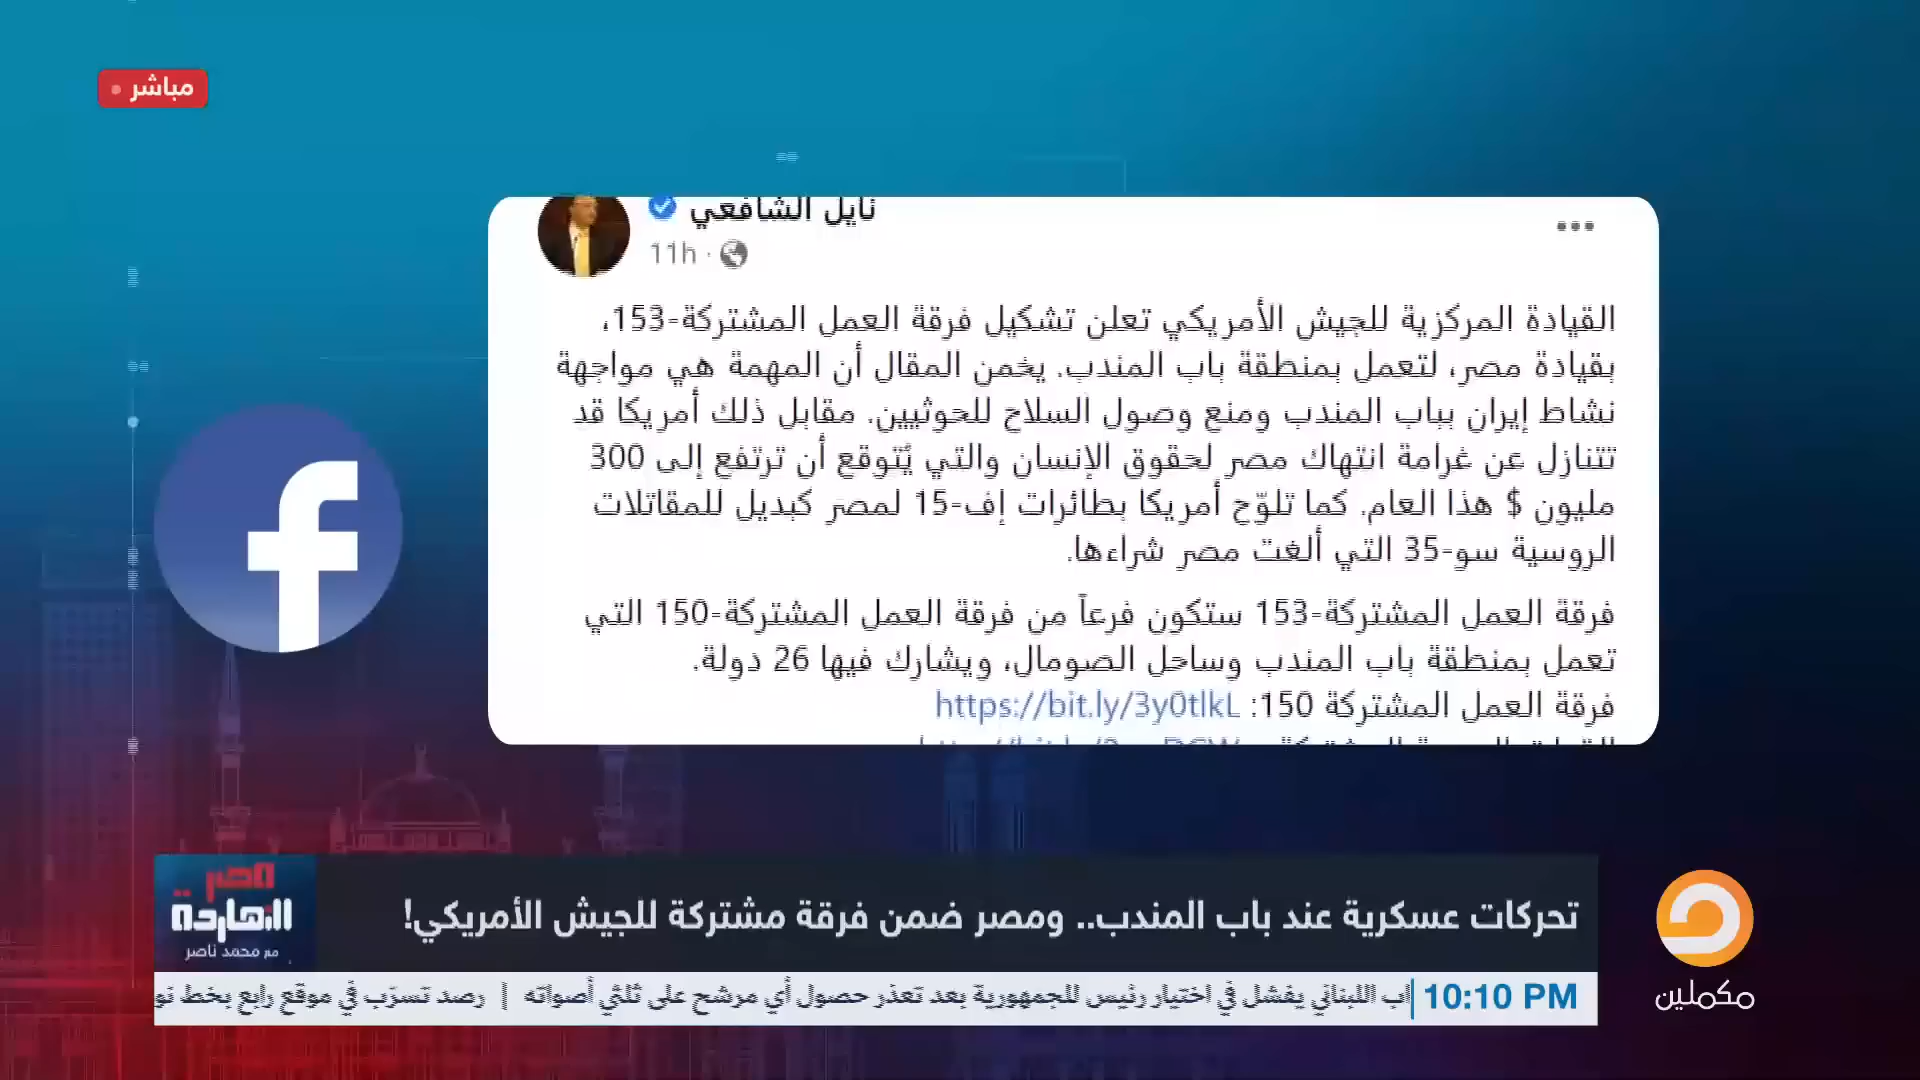 مباشر
نايل الشافعي
11h
القيادة المركزية للجيش الأمريكي تعلن تشكيل فرقة العمل المشتركة-153،
بقيادة مصر، لتعمل بمنطقة باب المندب. يخمن المقال أن المهمة هي مواجهة
نشاط إيران بباب المندب ومنع وصول السلاح للحوثيين. مقابل ذلك أمريكا قد
تتنازل عن غرامة انتهاك مصر لحقوق الإنسان والتي يُتوقع أن ترتفع إلى 300
مليون $ هذا العام. كما تلوّح أمريكا بطائرات إف-15 لمصر كبديل للمقاتلات
الروسية سو-35 التي ألغت مصر شراءها.
فرقة العمل المشتركة-153 ستكون فرعاً من فرقة العمل المشتركة-150 التي
تعمل بمنطقة باب المندب وساحل الصومال، ويشارك فيها 26 دولة.
فرقة العمل المشتركة 150: https://bit.ly/3y0tlkL
تحركات عسكرية عند باب المندب.. ومصر ضمن فرقة مشتركة للجيش الأمريكي!
مصر
النهاردة
مع محمد ناصر
10:10 PM
اب اللبناني يفشل في اختيار رئيس للجمهورية بعد تعذر حصول أي مرشح على ثلثي أصواته | رصد تسرّب في موقع رابع بخط نو
مكملين